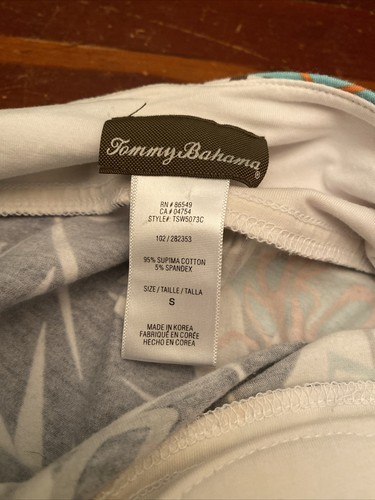 Tommy Bahama®
RN # 86549
CA # 04754
STYLE#: TSW5073C
102 / 282353
95% SUPIMA COTTON
5% SPANDEX
SIZE / TAILLE / TALLA
S
MADE IN KOREA
FABRIQUÉ EN CORÉE
HECHO EN COREA